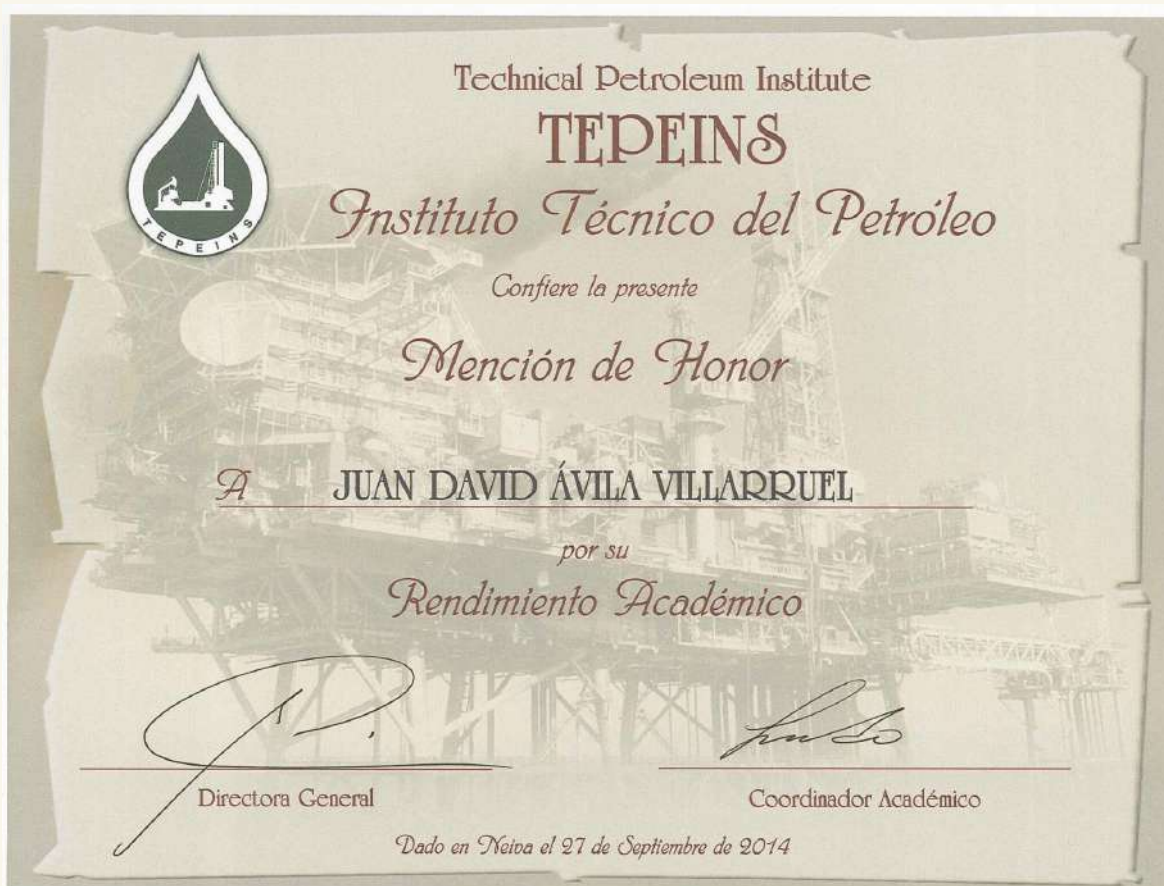 Technical Petroleum Institute
TEPEINS
Instituto Técnico del Petróleo
TEPEINS
Confiere la presente
Mención de Honor
A JUAN DAVID ÁVILA VILLARRUEL
por su
Rendimiento Académico
Directora General Coordinador Académico
Dado en Neiva el 27 de Septiembre de 2014